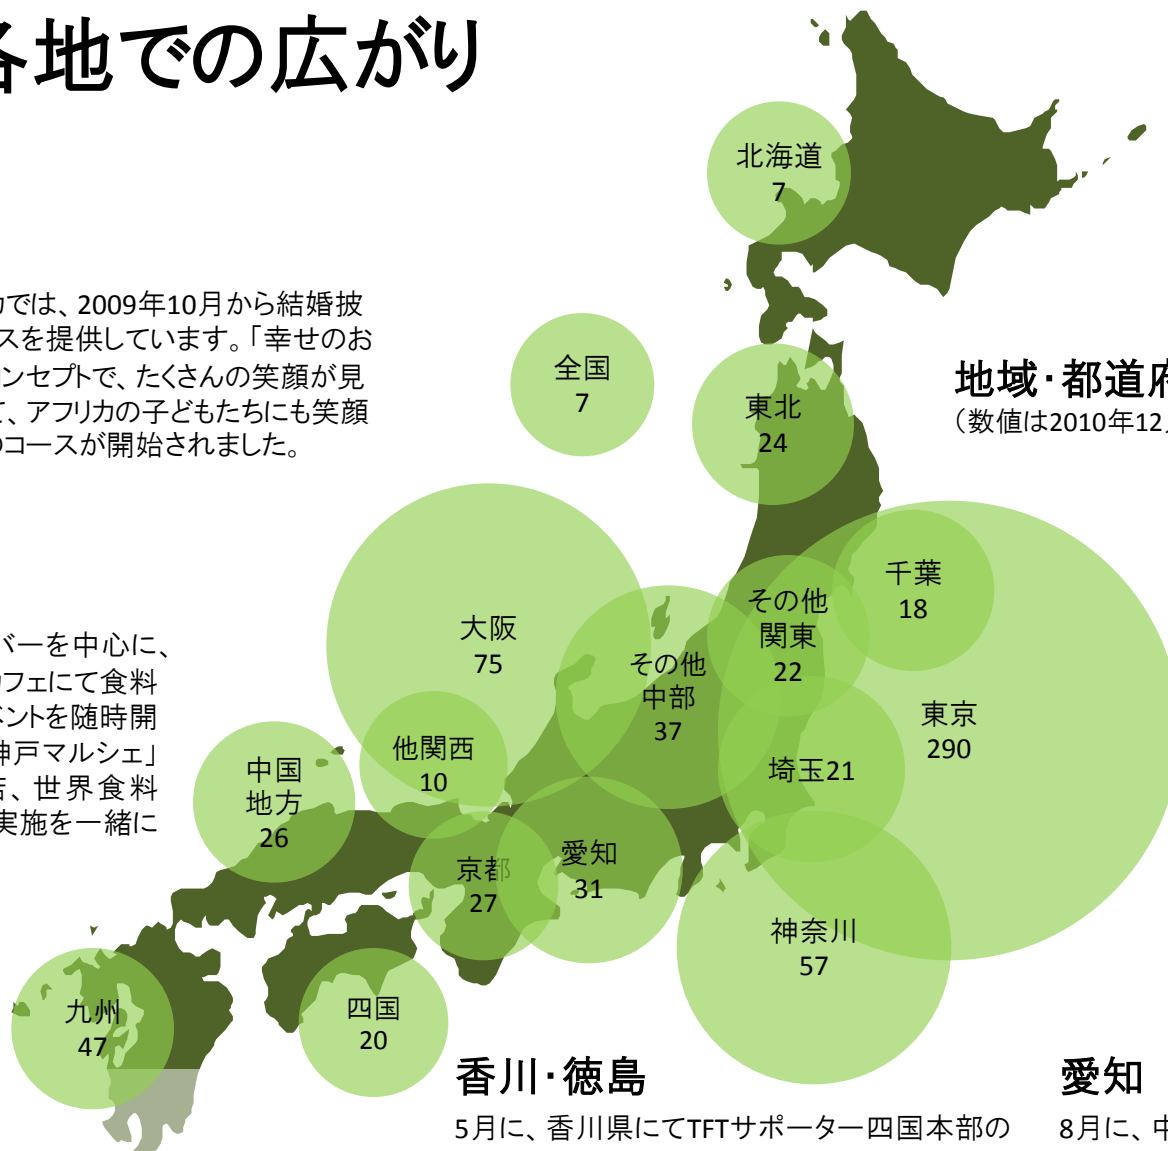 各地での広がり
北海道
7
カでは、2009年10月から結婚披
スを提供しています。「幸せのお
コンセプトで、たくさんの笑顔が見
て、アフリカの子どもたちにも笑顔
のコースが開始されました。
全国
7
東北
24
地域・都道府
（数値は2010年12月
千葉
18
その他
関東
22
大阪
75
その他
中部
37
東京
290
バーを中心に、
カフェにて食料
ベントを随時開
神戸マルシェ」
店、世界食料
実施を一緒に
他関西
10
中国
地方
26
埼玉21
京都
27
愛知
31
神奈川
57
九州
47
四国
20
香川・徳島
5月に、香川県にてTFTサポーター四国本部の
愛知
8月に、中